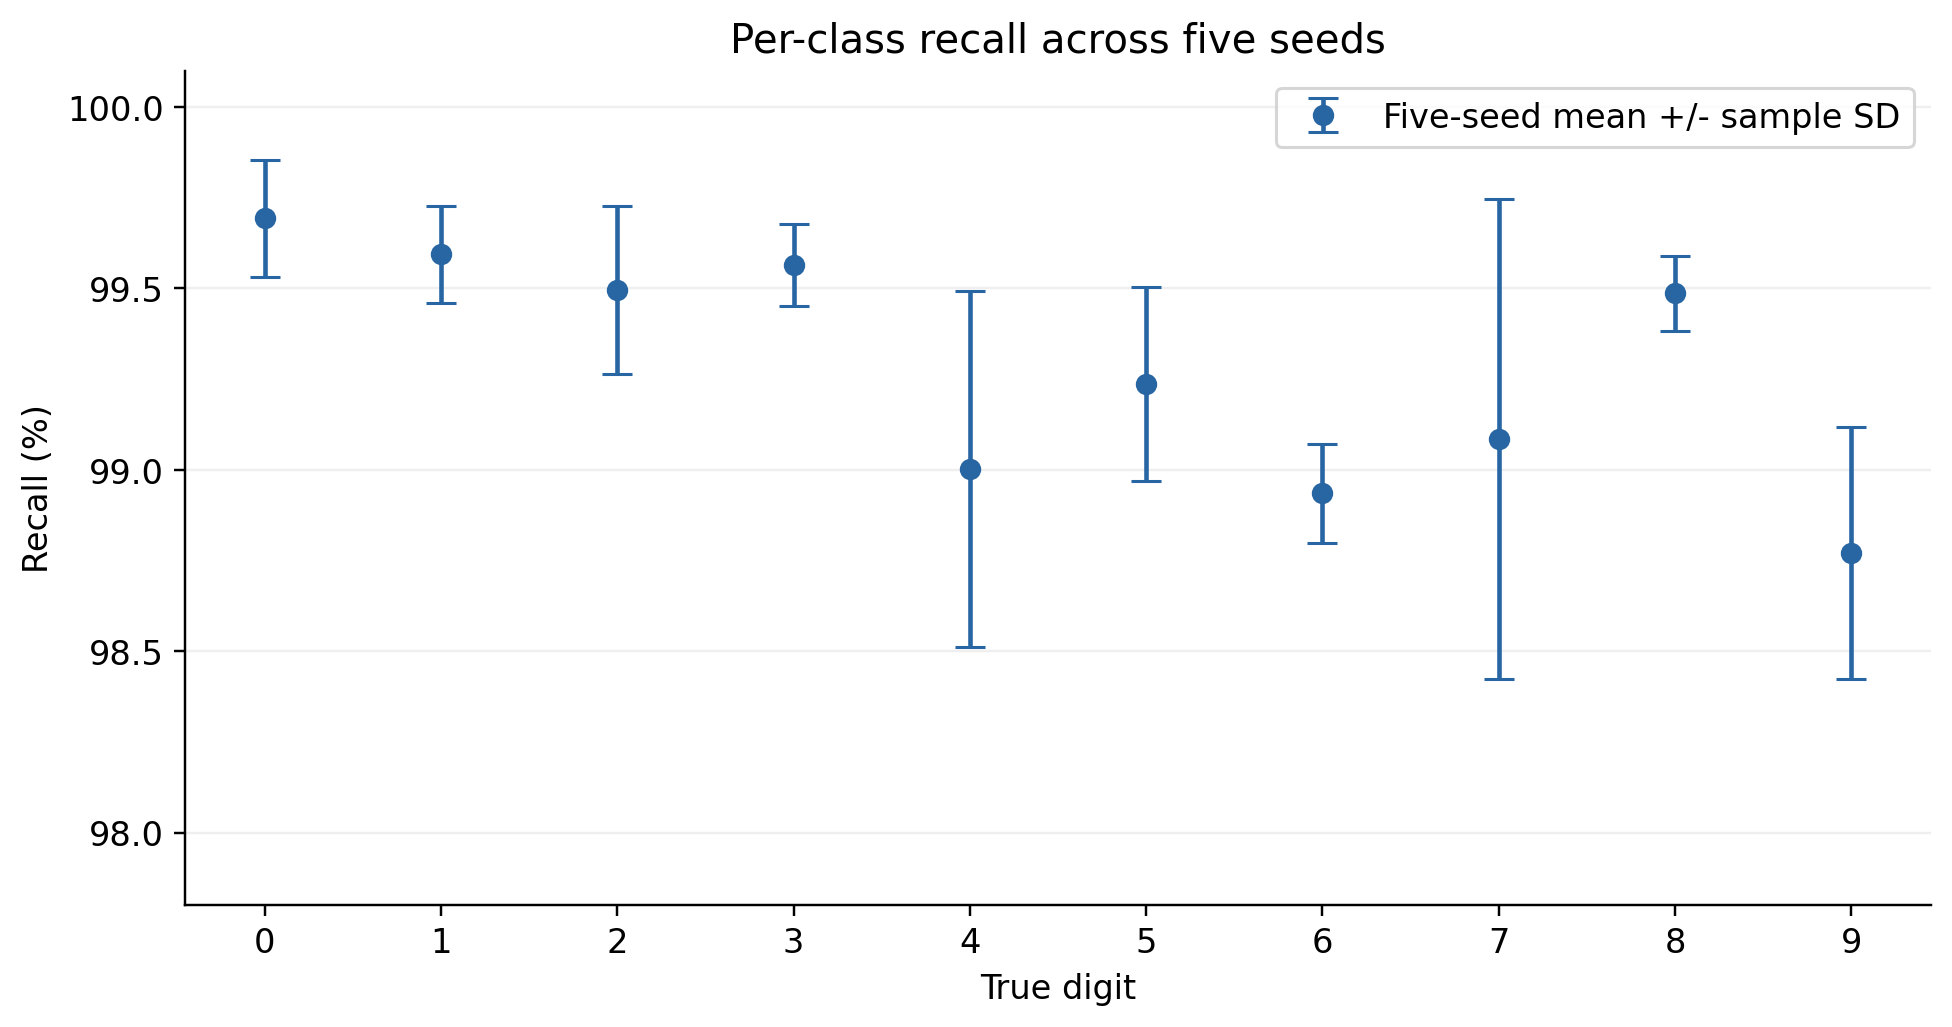 Per-class recall across five seeds
Five-seed mean +/- sample SD
Recall (%)
100.0
99.5
99.0
98.5
98.0
0 1 2 3 4 5 6 7 8 9
True digit